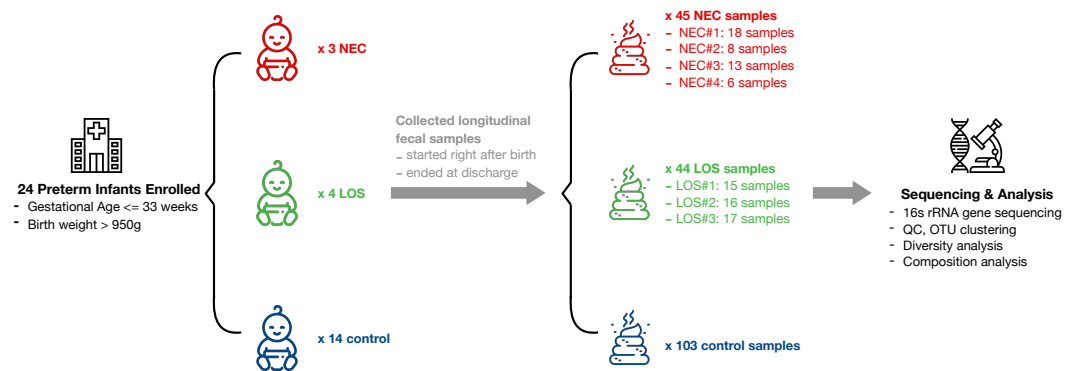 24 Preterm Infants Enrolled
- Gestational Age <= 33 weeks
- Birth weight > 950g
x 3 NEC
x 4 LOS
x 14 control
Collected longitudinal
fecal samples
- started right after birth
- ended at discharge
x 45 NEC samples
- NEC#1: 18 samples
- NEC#2: 8 samples
- NEC#3: 13 samples
- NEC#4: 6 samples
x 44 LOS samples
- LOS#1: 15 samples
- LOS#2: 16 samples
- LOS#3: 17 samples
x 103 control samples
Sequencing & Analysis
- 16s rRNA gene sequencing
- QC, OTU clustering
- Diversity analysis
- Composition analysis